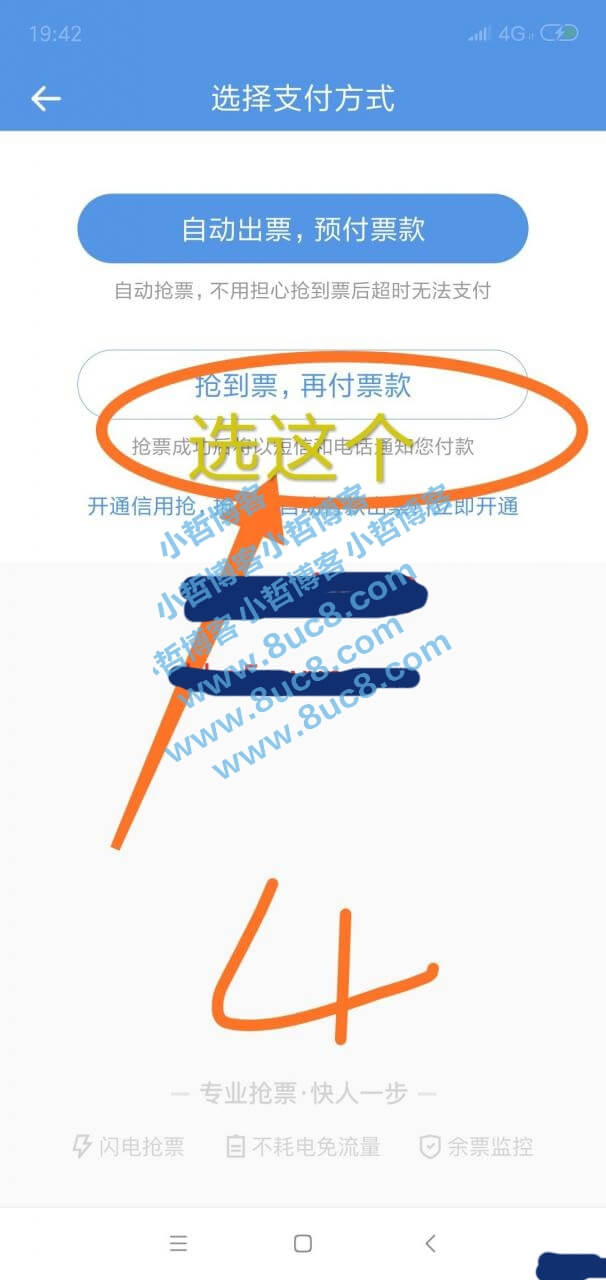 19:42
4G
选择支付方式
自动出票，预付票款
自动抢票，不用担心抢到票后超时无法支付
抢到票，再付票款
选这个
抢票成功后将以短信和电话通知您付款
开通信用抢，抢
立即开通
小哲博客
小哲博客小哲博客
哲博客小哲博客小哲博客
www.8uc8.com
www.8uc8.com
www.8uc8.com
4
专业抢票·快人一步
闪电抢票 不耗电免流量 余票监控